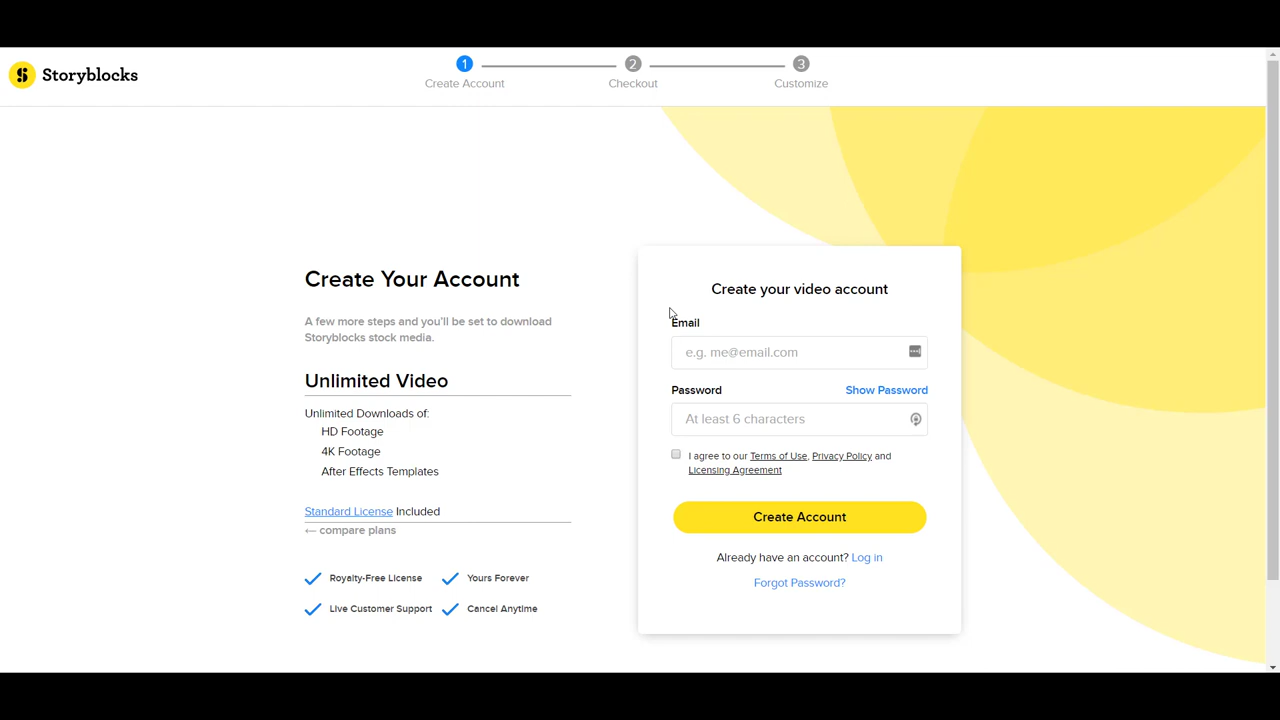 Storyblocks
1
2
3
Create Account
Checkout
Customize
Create Your Account
A few more steps and you'll be set to download
Storyblocks stock media.
Unlimited Video
Unlimited Downloads of:
HD Footage
4K Footage
After Effects Templates
Standard License Included
← compare plans
Royalty-Free License
Yours Forever
Live Customer Support
Cancel Anytime
Create your video account
Email
e.g. me@email.com
Password
Show Password
At least 6 characters
I agree to our Terms of Use, Privacy Policy and
Licensing Agreement
Create Account
Already have an account? Log in
Forgot Password?